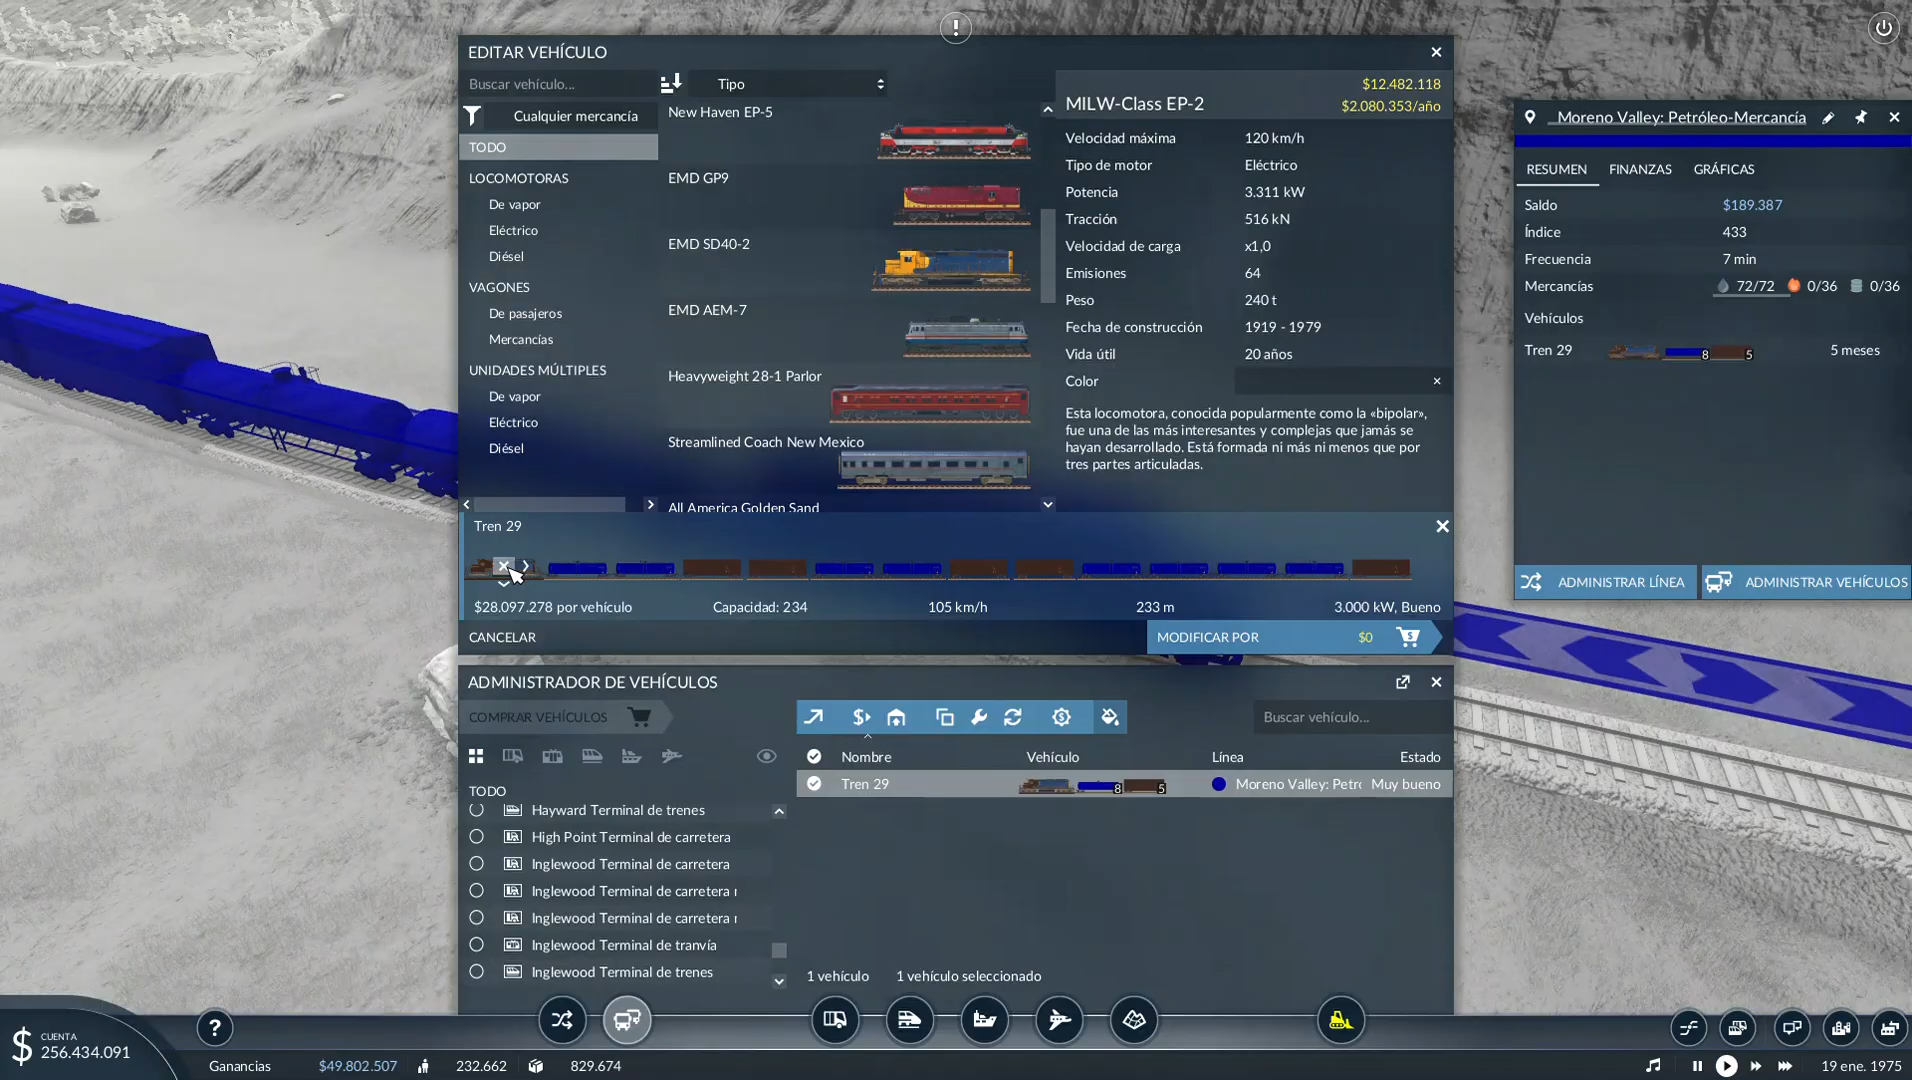 EDITAR VEHÍCULO
Buscar vehículo...
Tipo
Cualquier mercancía
TODO
LOCOMOTORAS
De vapor
Eléctrico
Diésel
VAGONES
De pasajeros
Mercancías
UNIDADES MÚLTIPLES
De vapor
Eléctrico
Diésel
New Haven EP-5
EMD GP9
EMD SD40-2
EMD AEM-7
Heavyweight 28-1 Parlor
Streamlined Coach New Mexico
All America Golden Sand
$12.482.118
MILW-Class EP-2
$2.080.353/año
Velocidad máxima 120 km/h
Tipo de motor Eléctrico
Potencia 3.311 kW
Tracción 516 kN
Velocidad de carga x1,0
Emisiones 64
Peso 240 t
Fecha de construcción 1919 - 1979
Vida útil 20 años
Color
Esta locomotora, conocida popularmente como la «bipolar»,
fue una de las más interesantes y complejas que jamás se
hayan desarrollado. Está formada ni más ni menos que por
tres partes articuladas.
Tren 29
$28.097.278 por vehículo Capacidad: 234 105 km/h 233 m 3.000 kW, Bueno
CANCELAR
MODIFICAR POR $0
Moreno Valley: Petróleo-Mercancía
RESUMEN FINANZAS GRÁFICAS
Saldo $189.387
Índice 433
Frecuencia 7 min
Mercancías 72/72 0/36 0/36
Vehículos
Tren 29 8 5 5 meses
ADMINISTRAR LÍNEA
ADMINISTRAR VEHÍCULOS
ADMINISTRADOR DE VEHÍCULOS
COMPRAR VEHÍCULOS
Buscar vehículo...
TODO
Hayward Terminal de trenes
High Point Terminal de carretera
Inglewood Terminal de carretera
Inglewood Terminal de carretera r
Inglewood Terminal de carretera r
Inglewood Terminal de tranvía
Inglewood Terminal de trenes
Nombre Vehículo Línea Estado
Tren 29 8 5 Moreno Valley: Petró Muy bueno
1 vehículo 1 vehículo seleccionado
CUENTA
$ 256.434.091
?
Ganancias $49.802.507 232.662 829.674
19 ene. 1975